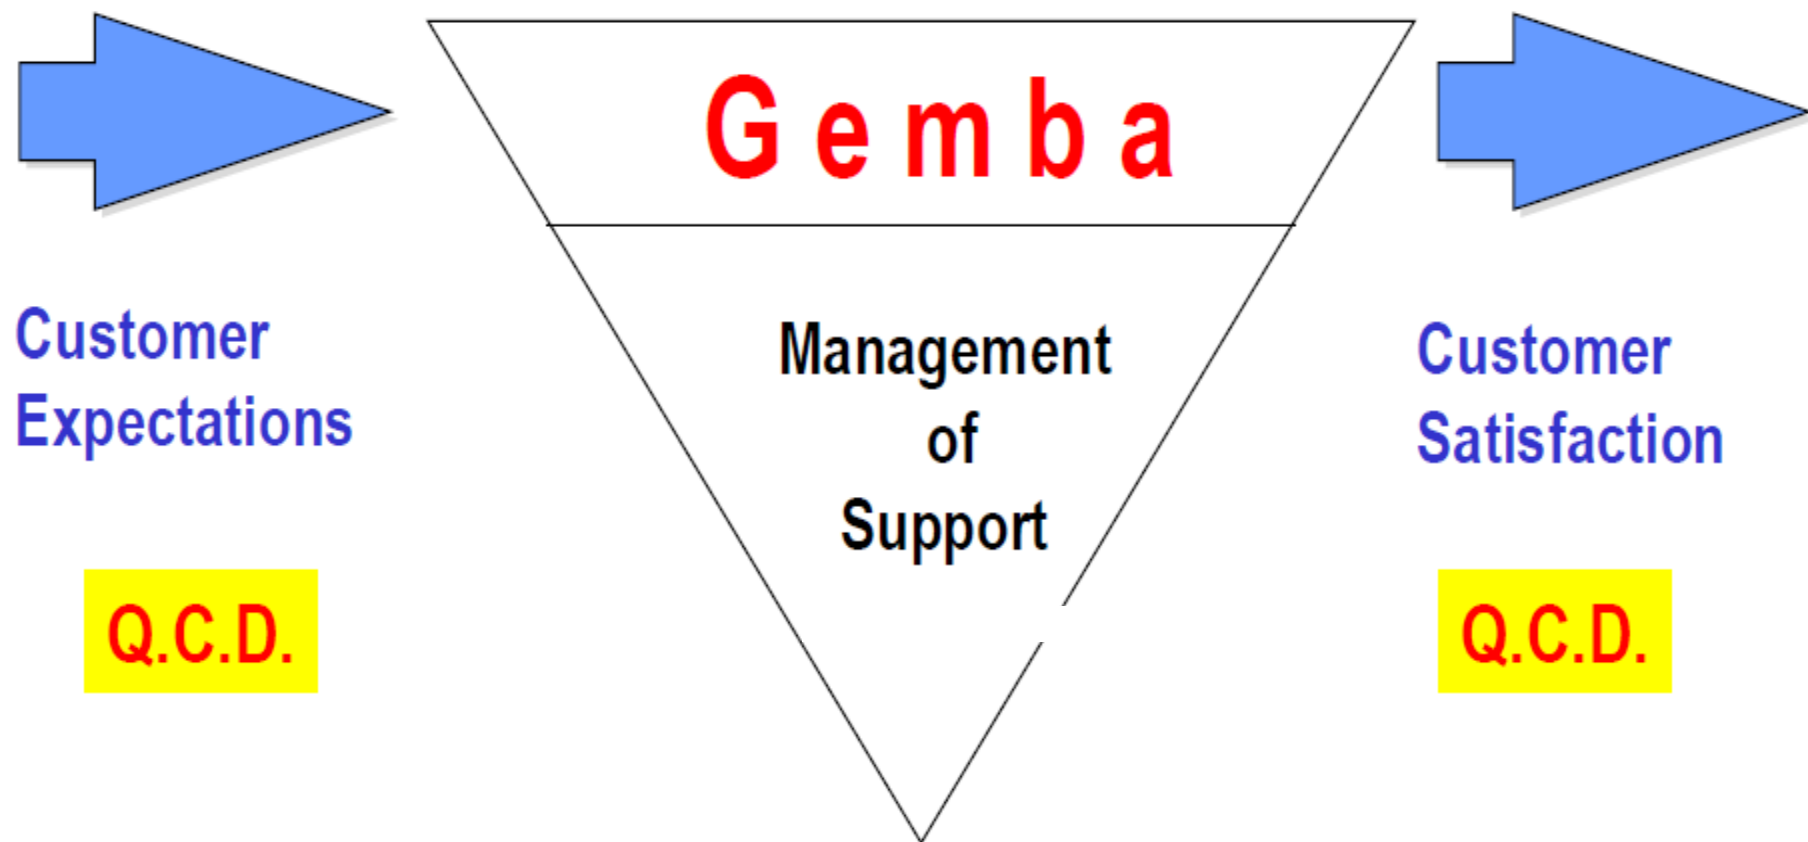 Gemba
Customer
Expectations
Q.C.D.
Management
of
Support
Customer
Satisfaction
Q.C.D.